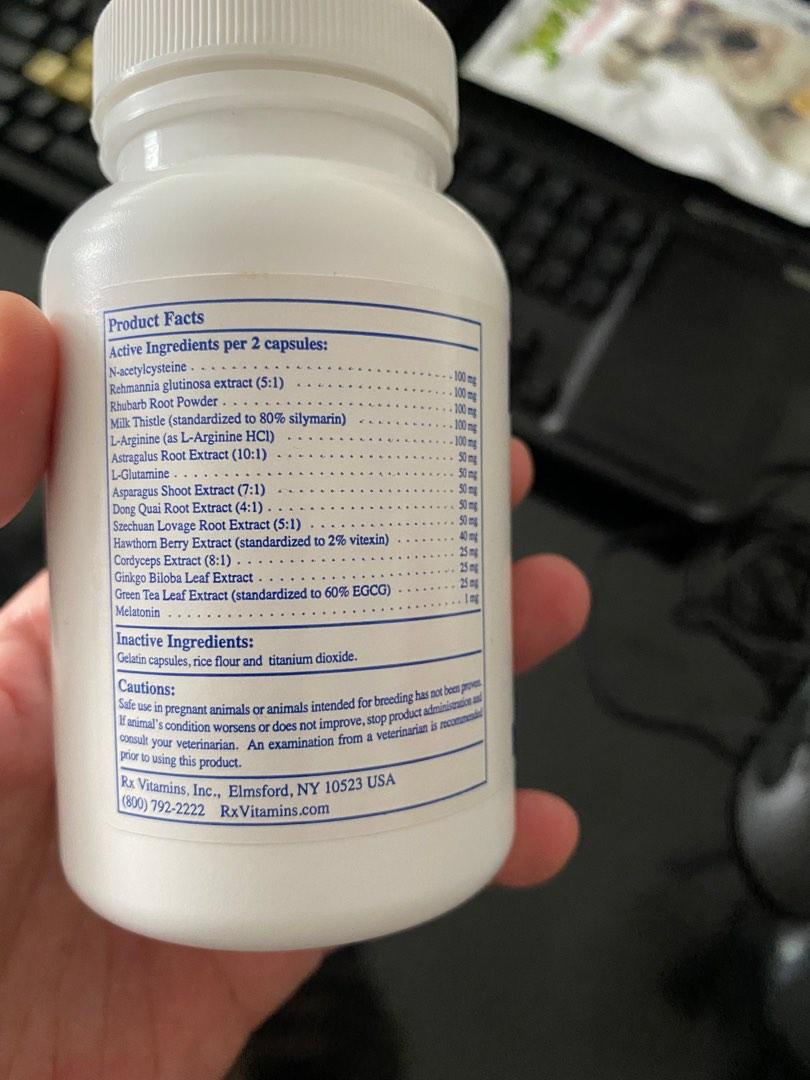 Product Facts
Active Ingredients per 2 capsules:
N-acetylcysteine . . . . . . . . . . . . . . . . . . . . . . . . . . 100 mg
Rehmannia glutinosa extract (5:1) . . . . . . . . . . . . . . . . 100 mg
Rhubarb Root Powder . . . . . . . . . . . . . . . . . . . . . . . 100 mg
Milk Thistle (standardized to 80% silymarin) . . . . . . . . . . 100 mg
L-Arginine (as L-Arginine HCl) . . . . . . . . . . . . . . . . . 100 mg
Astragalus Root Extract (10:1) . . . . . . . . . . . . . . . . . . 50 mg
L-Glutamine . . . . . . . . . . . . . . . . . . . . . . . . . . . . 50 mg
Asparagus Shoot Extract (7:1) . . . . . . . . . . . . . . . . . . 50 mg
Dong Quai Root Extract (4:1) . . . . . . . . . . . . . . . . . . . 50 mg
Szechuan Lovage Root Extract (5:1) . . . . . . . . . . . . . . . 50 mg
Hawthorn Berry Extract (standardized to 2% vitexin) . . . . . . 40 mg
Cordyceps Extract (8:1) . . . . . . . . . . . . . . . . . . . . . . 25 mg
Ginkgo Biloba Leaf Extract . . . . . . . . . . . . . . . . . . . . 25 mg
Green Tea Leaf Extract (standardized to 60% EGCG) . . . . . . . 25 mg
Melatonin . . . . . . . . . . . . . . . . . . . . . . . . . . . . . 1 mg
Inactive Ingredients:
Gelatin capsules, rice flour and titanium dioxide.
Cautions:
Safe use in pregnant animals or animals intended for breeding has not been proven.
If animal's condition worsens or does not improve, stop product administration and
consult your veterinarian. An examination from a veterinarian is recommended
prior to using this product.
Rx Vitamins, Inc., Elmsford, NY 10523 USA
(800) 792-2222 RxVitamins.com